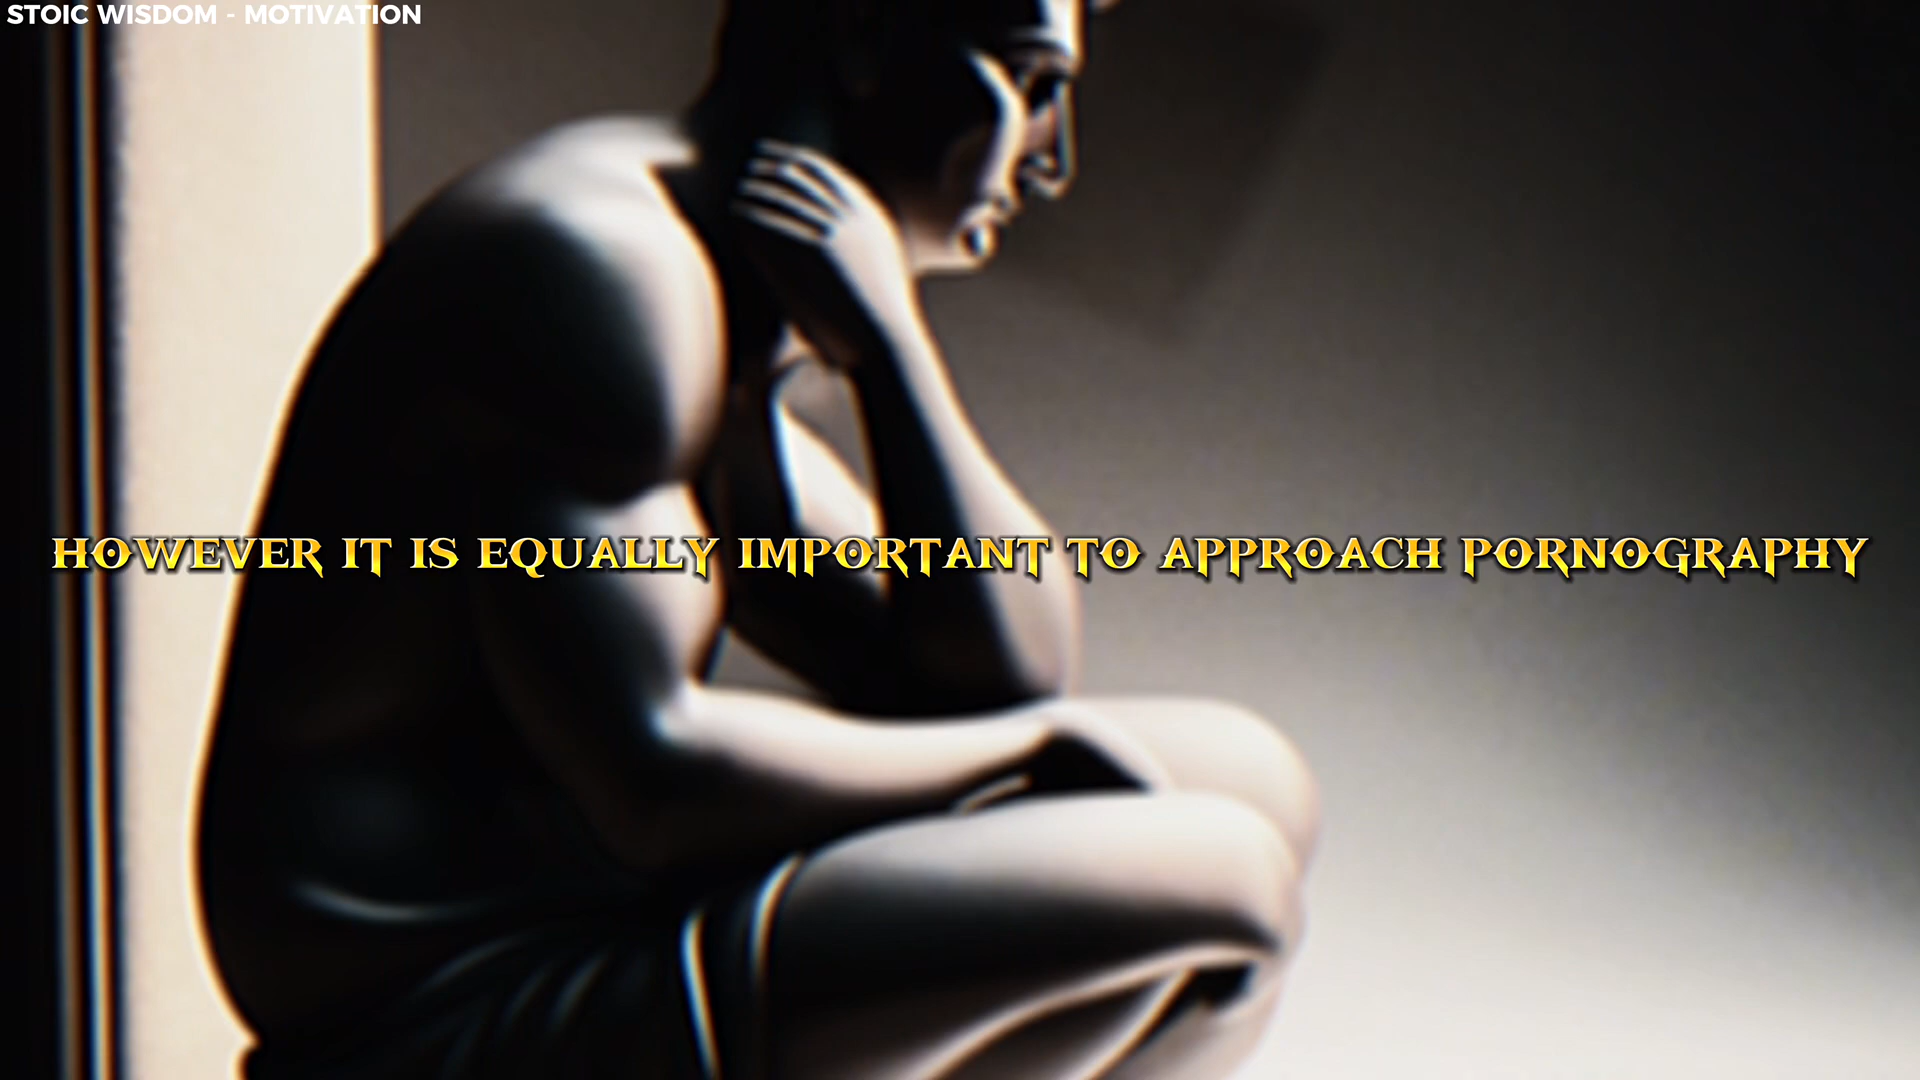 STOIC WISDOM - MOTIVATION
HOWEVER IT IS EQUALLY IMPORTANT TO APPROACH PORNOGRAPHY